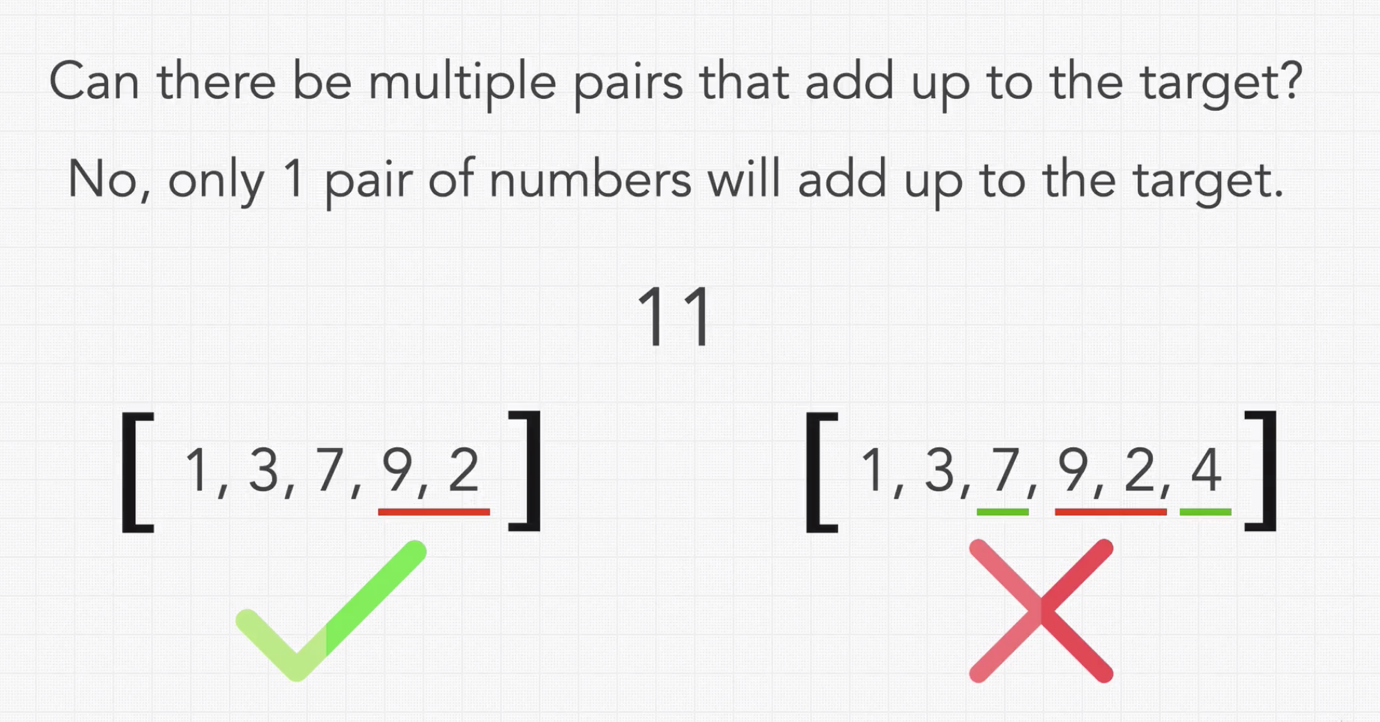 Can there be multiple pairs that add up to the target?
No, only 1 pair of numbers will add up to the target.
11
[ 1, 3, 7, 9, 2 ]
[ 1, 3, 7, 9, 2, 4 ]